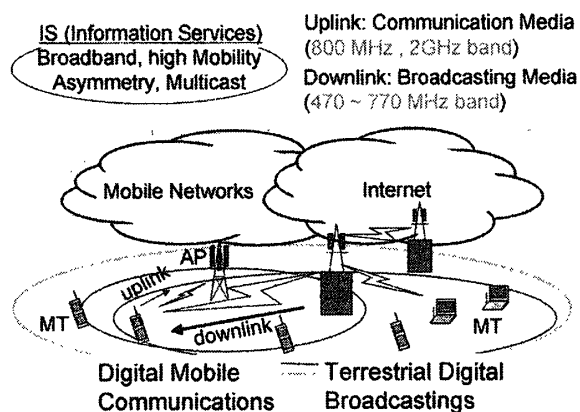 IS (Information Services)
Broadband, high Mobility
Asymmetry, Multicast
Uplink: Communication Media
(800 MHz , 2GHz band)
Downlink: Broadcasting Media
(470 ~ 770 MHz band)
Mobile Networks
Internet
AP
uplink
MT
downlink
MT
Digital Mobile
Communications
Terrestrial Digital
Broadcastings